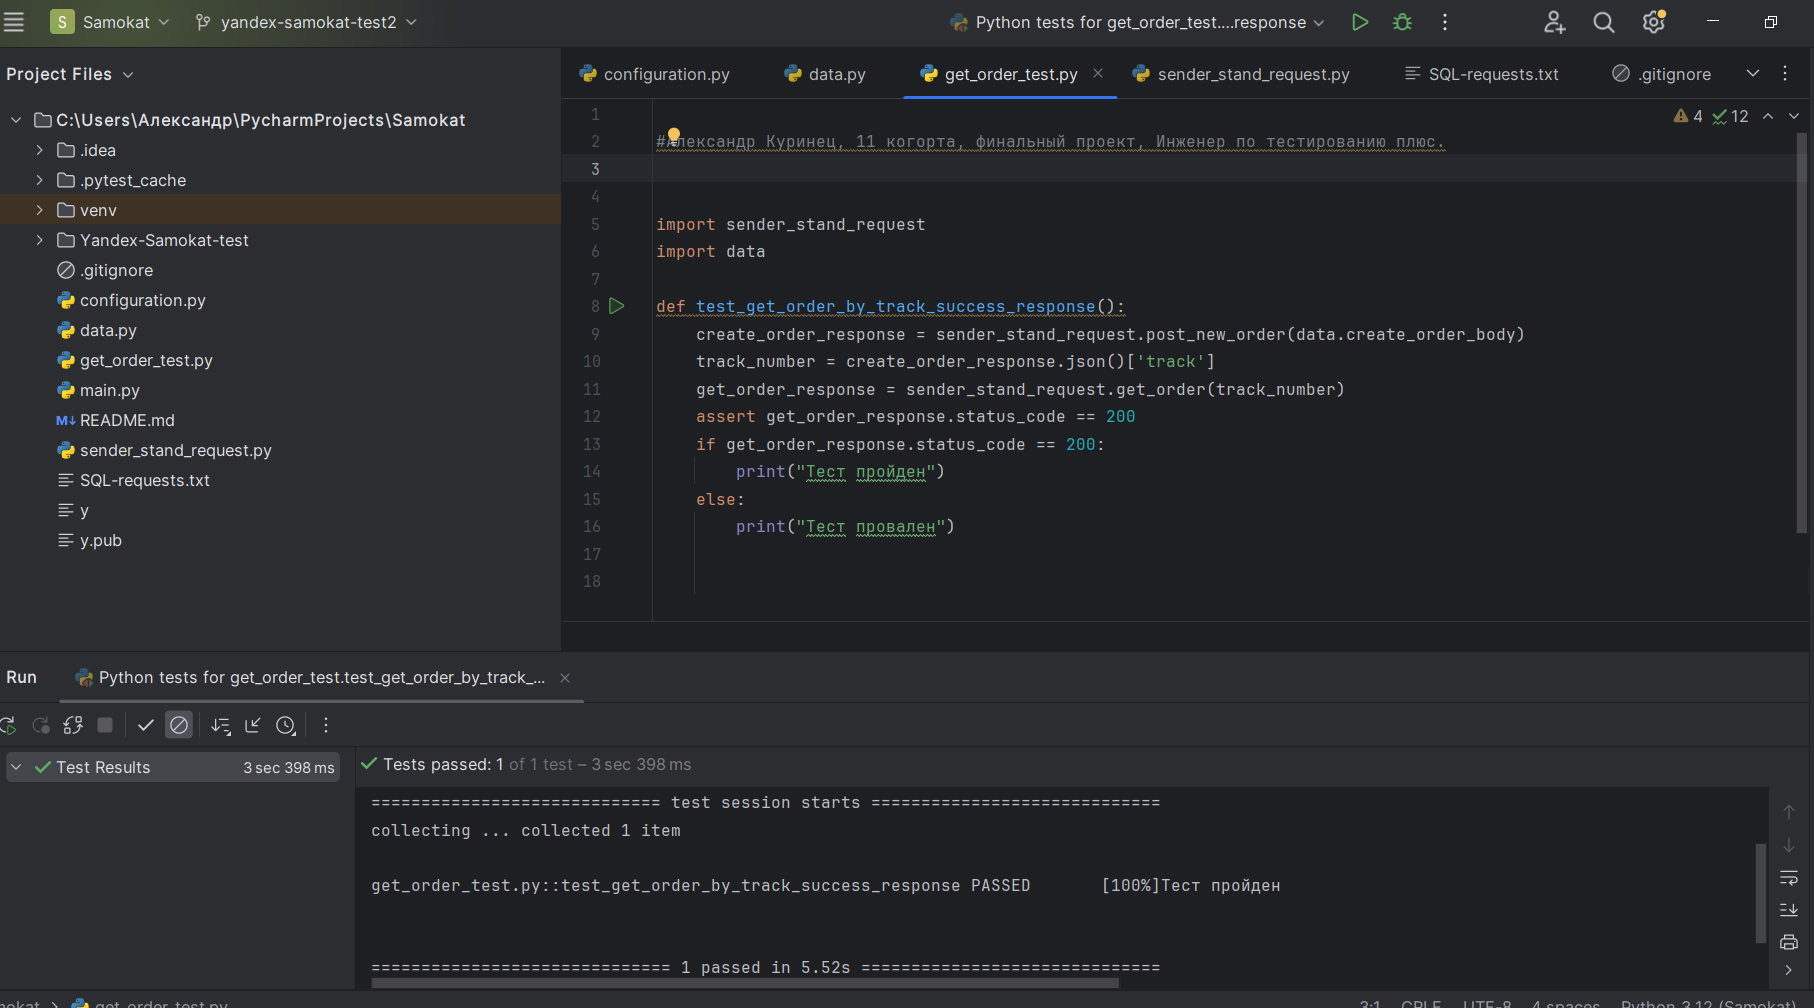 S Samokat yandex-samokat-test2 Python tests for get_order_test....response
Project Files
configuration.py data.py get_order_test.py sender_stand_request.py SQL-requests.txt .gitignore
C:\Users\Александр\PycharmProjects\Samokat
.idea
.pytest_cache
venv
Yandex-Samokat-test
.gitignore
configuration.py
data.py
get_order_test.py
main.py
README.md
sender_stand_request.py
SQL-requests.txt
y
y.pub
4 12
1
2 #Александр Куринец, 11 когорта, финальный проект, Инженер по тестированию плюс.
3
4
5 import sender_stand_request
6 import data
7
8 def test_get_order_by_track_success_response():
9 create_order_response = sender_stand_request.post_new_order(data.create_order_body)
10 track_number = create_order_response.json()['track']
11 get_order_response = sender_stand_request.get_order(track_number)
12 assert get_order_response.status_code == 200
13 if get_order_response.status_code == 200:
14 print("Тест пройден")
15 else:
16 print("Тест провален")
17
18
Run Python tests for get_order_test.test_get_order_by_track_...
Test Results 3 sec 398 ms
Tests passed: 1 of 1 test – 3 sec 398 ms
============================= test session starts =============================
collecting ... collected 1 item
get_order_test.py::test_get_order_by_track_success_response PASSED [100%]Тест пройден
============================== 1 passed in 5.52s ==============================
get_order_test.py 3:1 CRLF UTF-8 4 spaces Python 3.12 (Samokat)